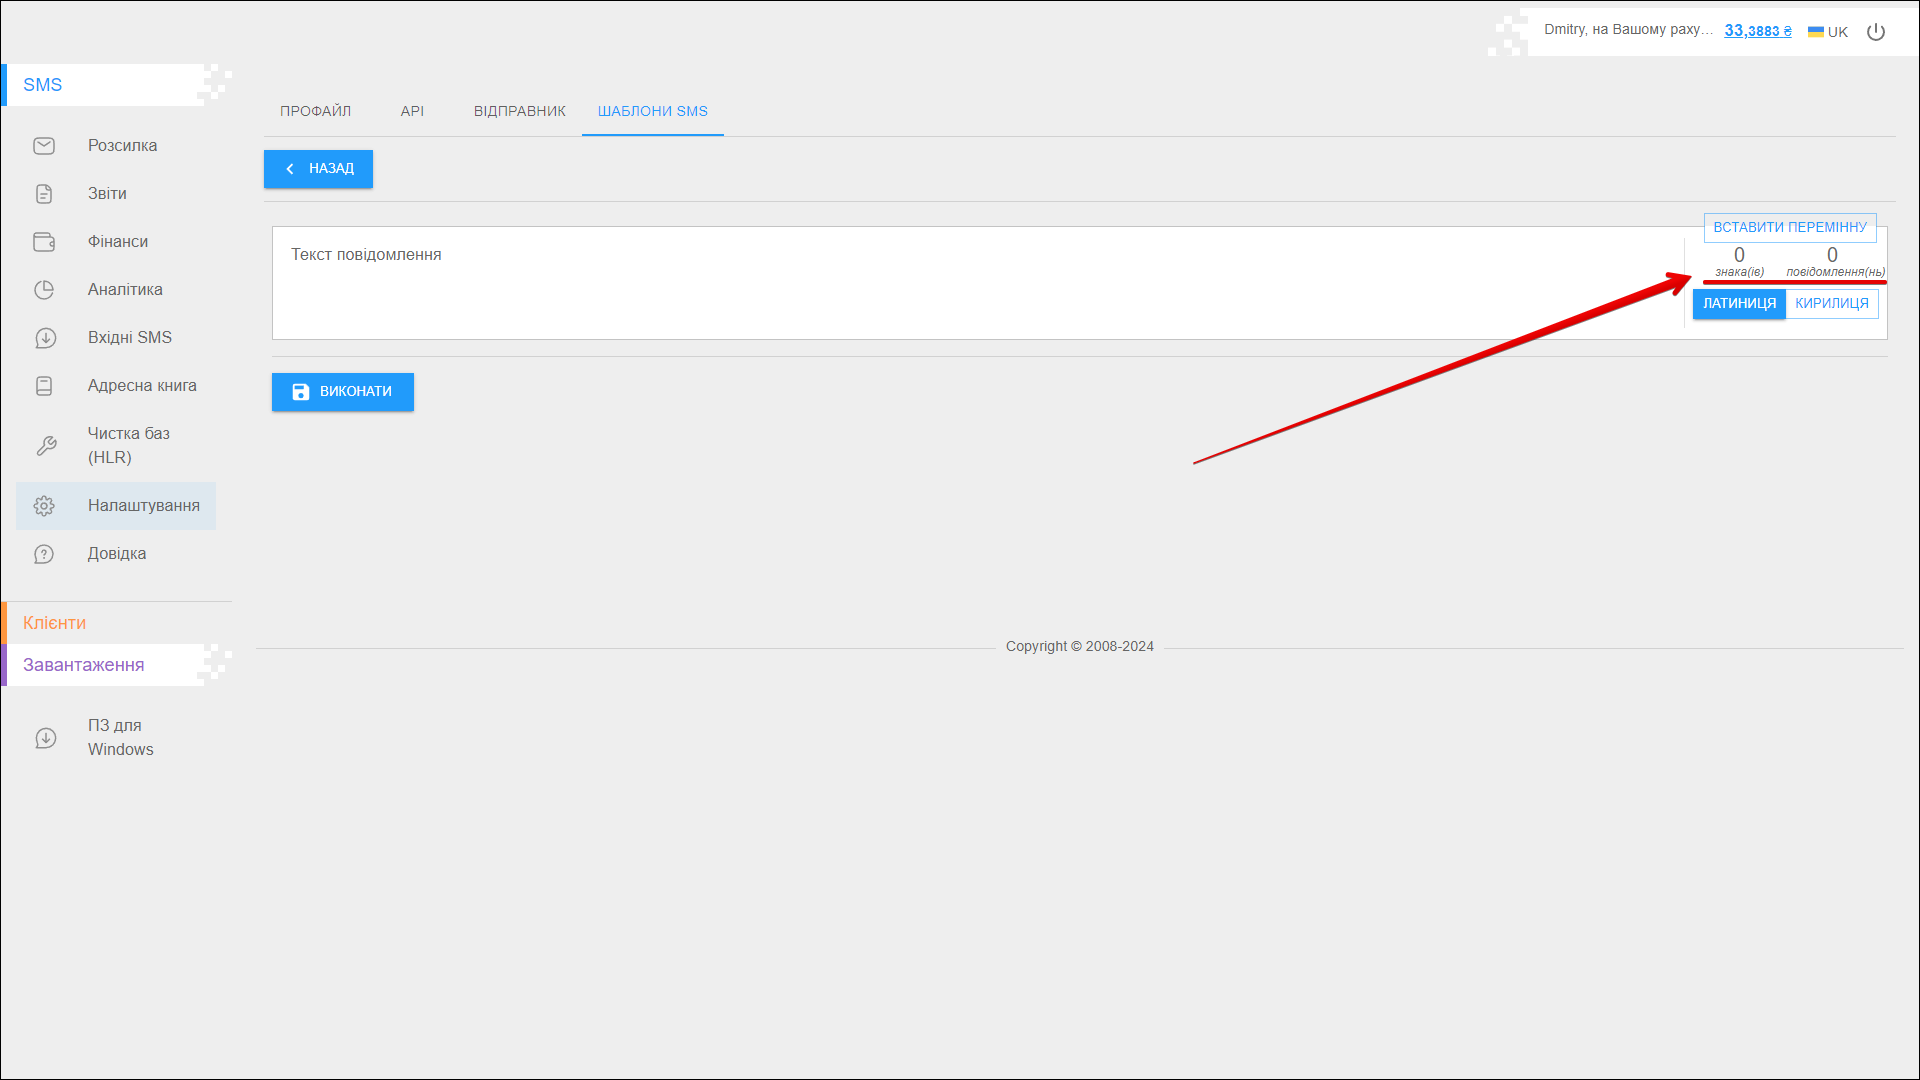 Dmitry, на Вашому раху... 33,3883 ₴ UK
SMS
Розсилка
Звіти
Фінанси
Аналітика
Вхідні SMS
Адресна книга
Чистка баз
(HLR)
Налаштування
Довідка
Клієнти
Завантаження
ПЗ для
Windows
ПРОФАЙЛ API ВІДПРАВНИК ШАБЛОНИ SMS
НАЗАД
Текст повідомлення
ВСТАВИТИ ПЕРЕМІННУ
0 0
знака(ів) повідомлення(нь)
ЛАТИНИЦЯ КИРИЛИЦЯ
ВИКОНАТИ
Copyright © 2008-2024